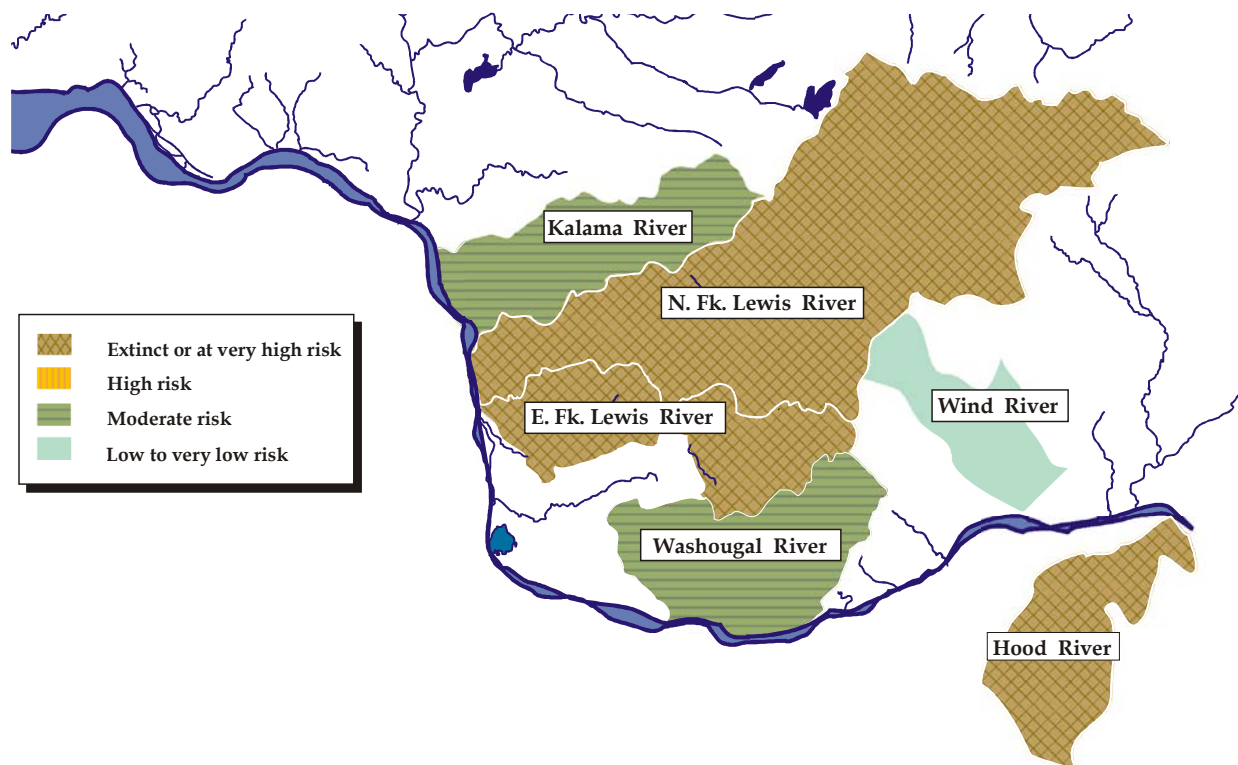 Kalama River
N. Fk. Lewis River
Extinct or at very high risk
High risk
Moderate risk
Low to very low risk
E. Fk. Lewis River
Wind River
Washougal River
Hood River